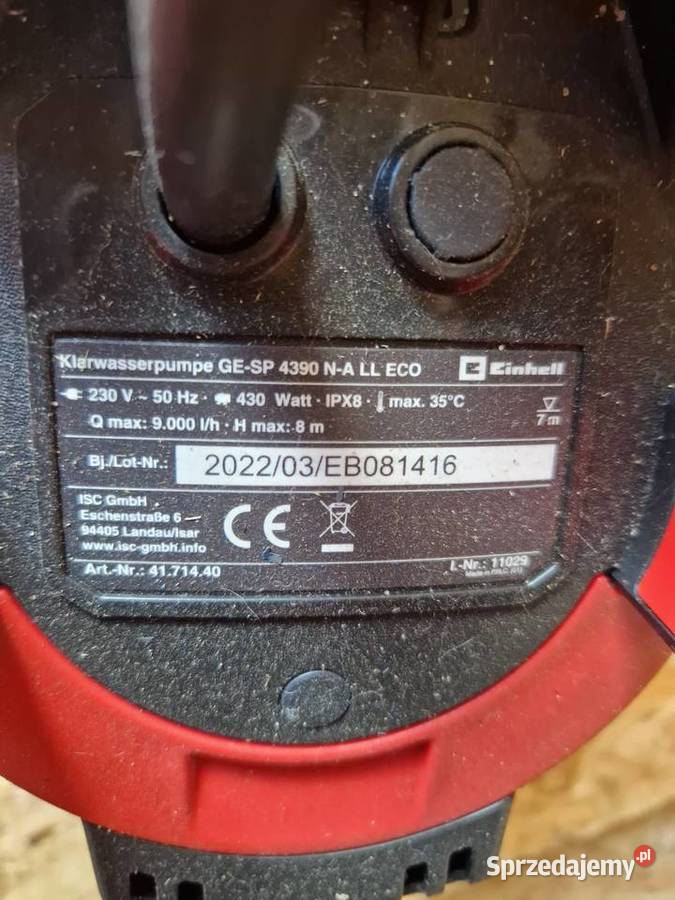 Klarwasserpumpe GE-SP 4390 N-A LL ECO Einhell
230 V ~ 50 Hz · 430 Watt · IPX8 · max. 35°C
7 m
Q max: 9.000 l/h · H max: 8 m
Bj./Lot-Nr.: 2022/03/EB081416
ISC GmbH
Eschenstraße 6
94405 Landau/Isar
www.isc-gmbh.info
CE
Art.-Nr.: 41.714.40
L-Nr.: 11029
Sprzedajemy.pl